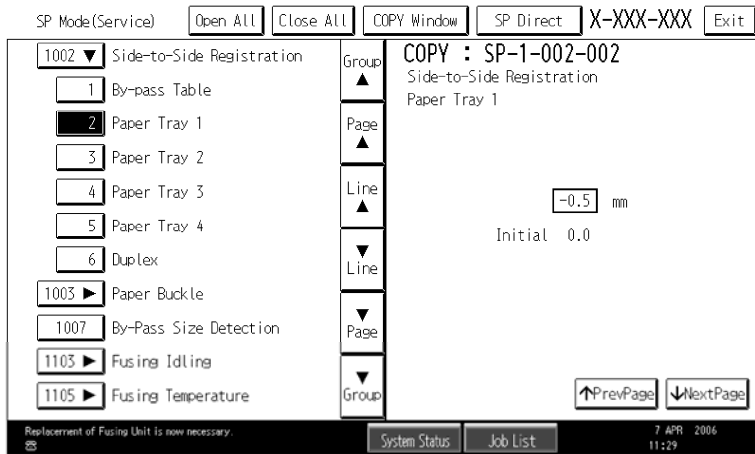 SP Mode(Service) Open All Close All COPY Window SP Direct X-XXX-XXX Exit
1002 ▼ Side-to-Side Registration
1 By-pass Table
2 Paper Tray 1
3 Paper Tray 2
4 Paper Tray 3
5 Paper Tray 4
6 Duplex
1003 ► Paper Buckle
1007 By-Pass Size Detection
1103 ► Fusing Idling
1105 ► Fusing Temperature
Group
▲
Page
▲
Line
▲
▼
Line
▼
Page
▼
Group
COPY : SP-1-002-002
Side-to-Side Registration
Paper Tray 1
-0.5 mm
Initial 0.0
↑PrevPage ↓NextPage
Replacement of Fusing Unit is now necessary.
System Status Job List
7 APR 2006
11:29